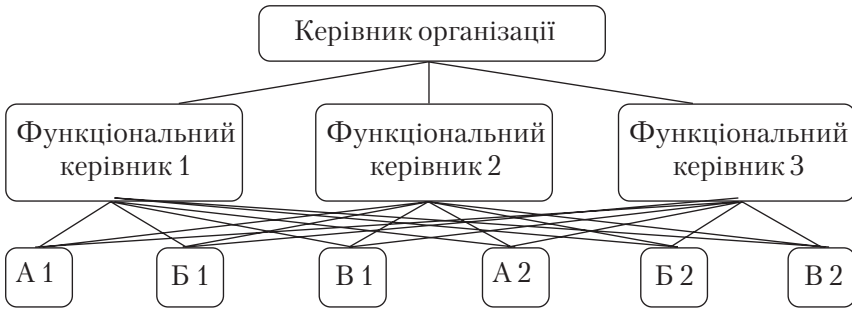 Керівник організації
Функціональний
керівник 1
Функціональний
керівник 2
Функціональний
керівник 3
А 1
Б 1
В 1
А 2
Б 2
В 2